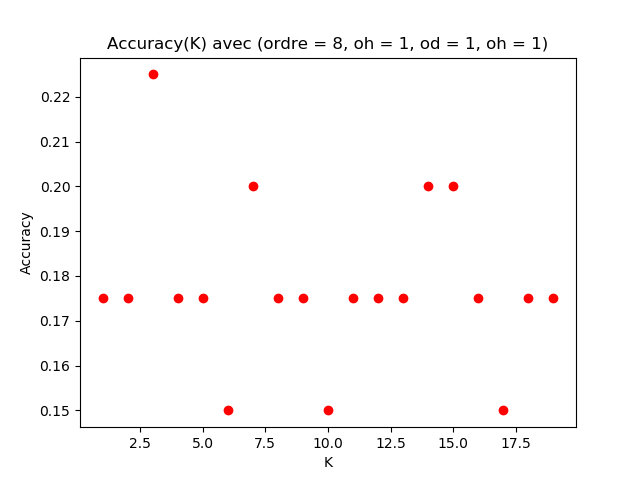 Accuracy(K) avec (ordre = 8, oh = 1, od = 1, oh = 1)
0.22
0.21
0.20
0.19
0.18
0.17
0.16
0.15
Accuracy
2.5 5.0 7.5 10.0 12.5 15.0 17.5
K